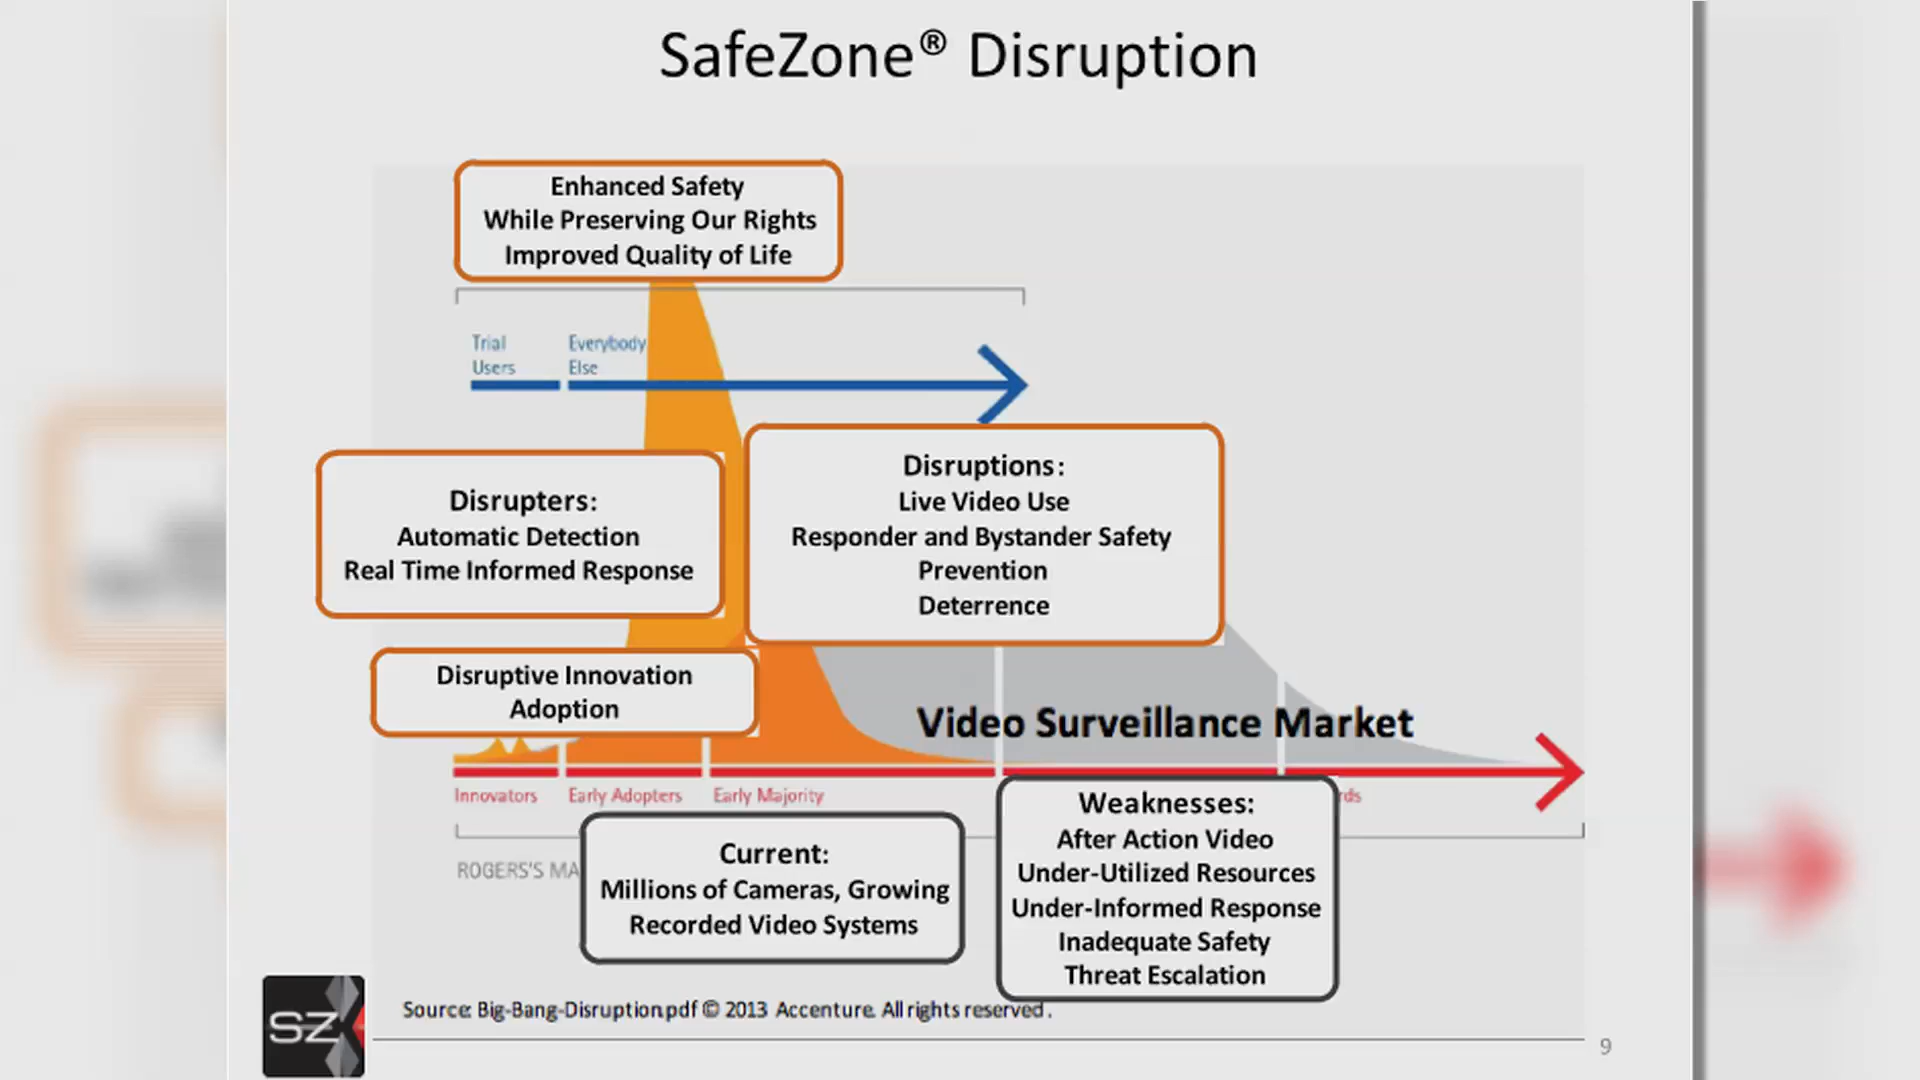 SafeZone® Disruption
Enhanced Safety
While Preserving Our Rights
Improved Quality of Life
Trial
Users
Everybody
Else
Disrupters:
Automatic Detection
Real Time Informed Response
Disruptions:
Live Video Use
Responder and Bystander Safety
Prevention
Deterrence
Disruptive Innovation
Adoption
Video Surveillance Market
Innovators
Early Adopters
Early Majority
rds
ROGERS'S MA
Current:
Millions of Cameras, Growing
Recorded Video Systems
Weaknesses:
After Action Video
Under-Utilized Resources
Under-Informed Response
Inadequate Safety
Threat Escalation
Source: Big-Bang-Disruption.pdf © 2013 Accenture. All rights reserved.
SZ
9